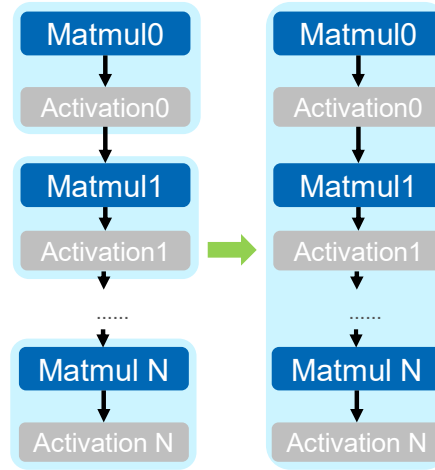 Matmul0
Activation0
Matmul1
Activation1
......
Matmul N
Activation N
Matmul0
Activation0
Matmul1
Activation1
......
Matmul N
Activation N